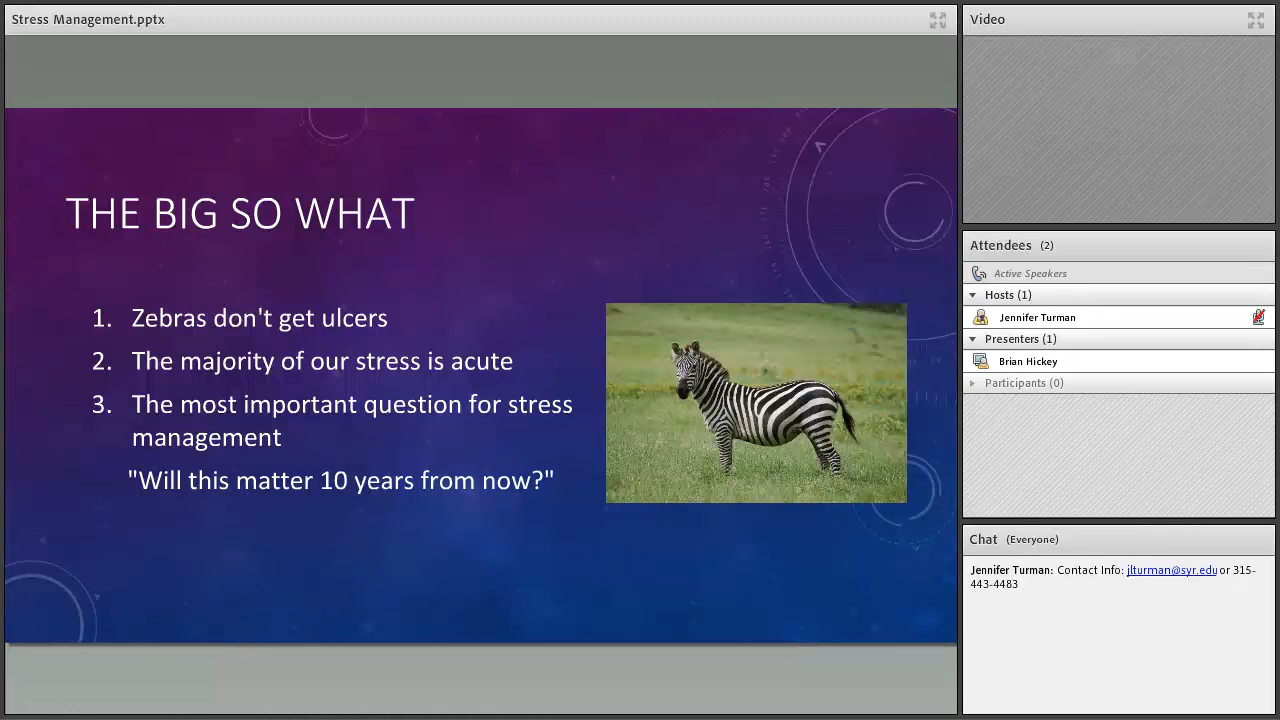 Stress Management.pptx
THE BIG SO WHAT
1. Zebras don't get ulcers
2. The majority of our stress is acute
3. The most important question for stress
management
"Will this matter 10 years from now?"
Video
Attendees (2)
Active Speakers
Hosts (1)
Jennifer Turman
Presenters (1)
Brian Hickey
Participants (0)
Chat (Everyone)
Jennifer Turman: Contact Info: jlturman@syr.edu or 315-
443-4483